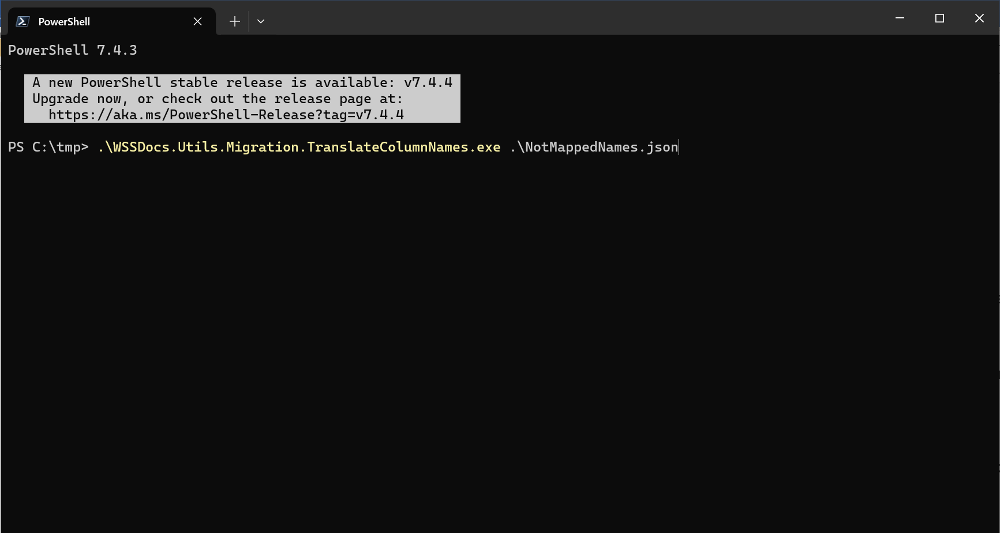 PowerShell
PowerShell 7.4.3
A new PowerShell stable release is available: v7.4.4
Upgrade now, or check out the release page at:
https://aka.ms/PowerShell-Release?tag=v7.4.4
PS C:\tmp> .\WSSDocs.Utils.Migration.TranslateColumnNames.exe .\NotMappedNames.json